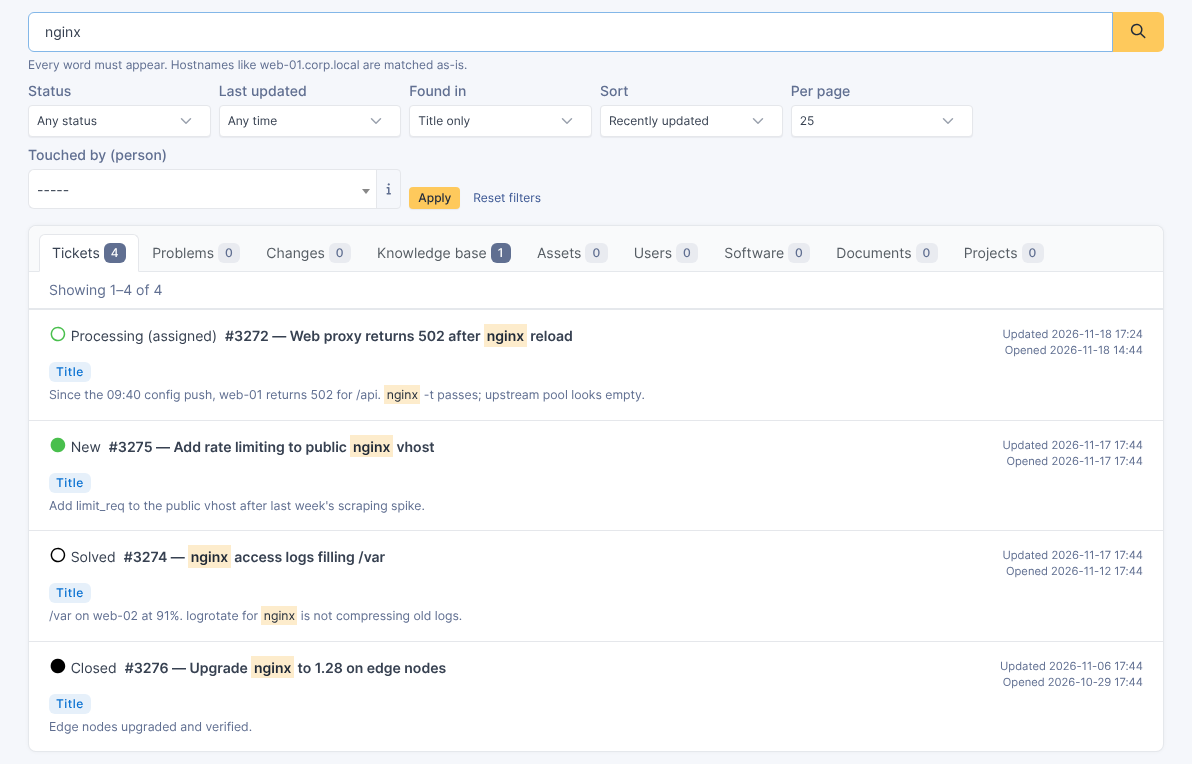 nginx
Every word must appear. Hostnames like web-01.corp.local are matched as-is.
Status Last updated Found in Sort Per page
Any status Any time Title only Recently updated 25
Touched by (person)
----- i Apply Reset filters
Tickets 4 Problems 0 Changes 0 Knowledge base 1 Assets 0 Users 0 Software 0 Documents 0 Projects 0
Showing 1–4 of 4
Processing (assigned) #3272 — Web proxy returns 502 after nginx reload
Updated 2026-11-18 17:24
Opened 2026-11-18 14:44
Title
Since the 09:40 config push, web-01 returns 502 for /api. nginx -t passes; upstream pool looks empty.
New #3275 — Add rate limiting to public nginx vhost
Updated 2026-11-17 17:44
Opened 2026-11-17 17:44
Title
Add limit_req to the public vhost after last week's scraping spike.
Solved #3274 — nginx access logs filling /var
Updated 2026-11-17 17:44
Opened 2026-11-12 17:44
Title
/var on web-02 at 91%. logrotate for nginx is not compressing old logs.
Closed #3276 — Upgrade nginx to 1.28 on edge nodes
Updated 2026-11-06 17:44
Opened 2026-10-29 17:44
Title
Edge nodes upgraded and verified.